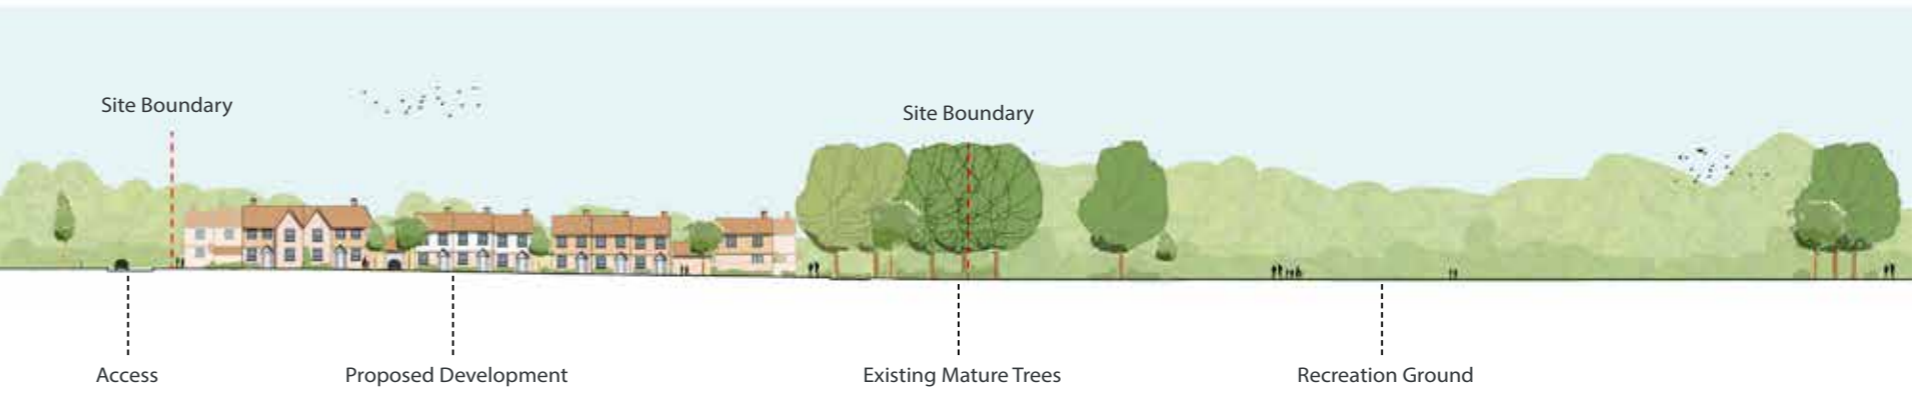 Site Boundary
Site Boundary
Access
Proposed Development
Existing Mature Trees
Recreation Ground